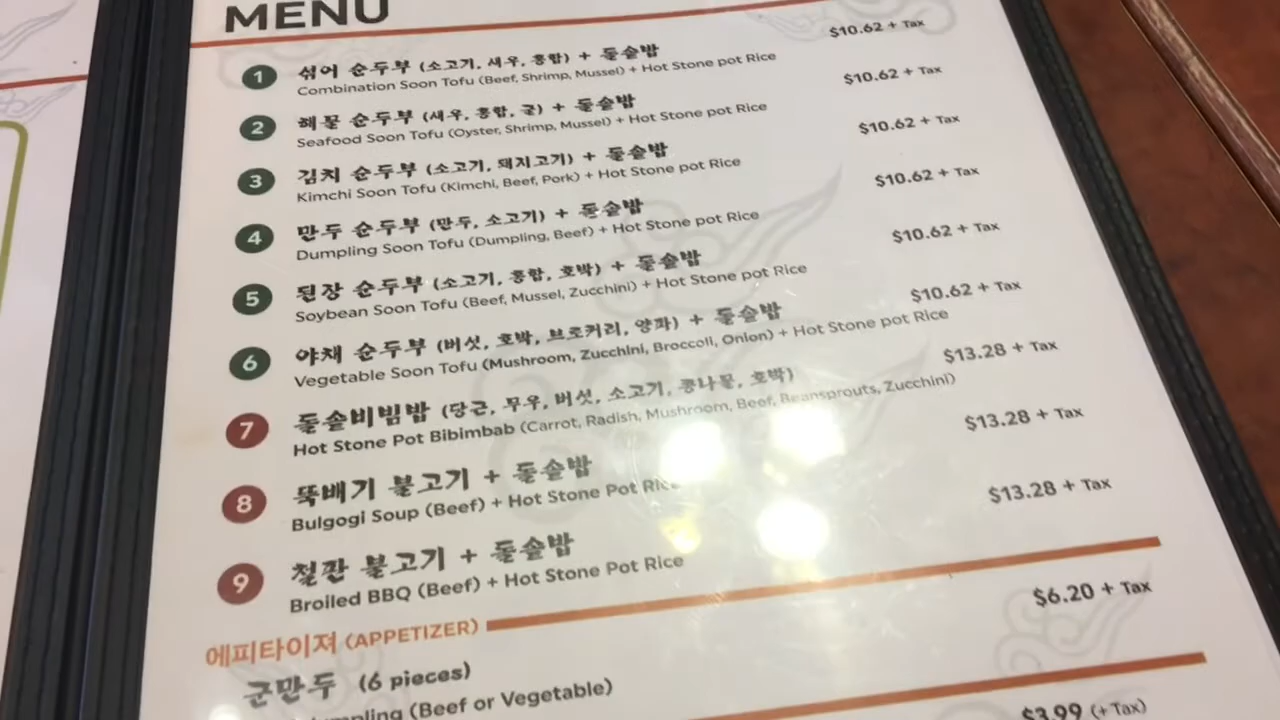 MENU
1 섞어 순두부 (소고기, 새우, 홍합) + 돌솥밥 $10.62 + Tax
Combination Soon Tofu (Beef, Shrimp, Mussel) + Hot Stone pot Rice
2 해물 순두부 (새우, 홍합, 굴) + 돌솥밥 $10.62 + Tax
Seafood Soon Tofu (Oyster, Shrimp, Mussel) + Hot Stone pot Rice
3 김치 순두부 (소고기, 돼지고기) + 돌솥밥 $10.62 + Tax
Kimchi Soon Tofu (Kimchi, Beef, Pork) + Hot Stone pot Rice
4 만두 순두부 (만두, 소고기) + 돌솥밥 $10.62 + Tax
Dumpling Soon Tofu (Dumpling, Beef) + Hot Stone pot Rice
5 된장 순두부 (소고기, 홍합, 호박) + 돌솥밥 $10.62 + Tax
Soybean Soon Tofu (Beef, Mussel, Zucchini) + Hot Stone pot Rice
6 야채 순두부 (버섯, 호박, 브로커리, 양파) + 돌솥밥 $10.62 + Tax
Vegetable Soon Tofu (Mushroom, Zucchini, Broccoli, Onion) + Hot Stone pot Rice
7 돌솥비빔밥 (당근, 무우, 버섯, 소고기, 콩나물, 호박) $13.28 + Tax
Hot Stone Pot Bibimbab (Carrot, Radish, Mushroom, Beef, Beansprouts, Zucchini)
8 뚝배기 불고기 + 돌솥밥 $13.28 + Tax
Bulgogi Soup (Beef) + Hot Stone Pot Rice
9 철판 불고기 + 돌솥밥 $13.28 + Tax
Broiled BBQ (Beef) + Hot Stone Pot Rice
에피타이져 (APPETIZER)
군만두 (6 pieces) $6.20 + Tax
(Beef or Vegetable)
$3.99 (+ Tax)